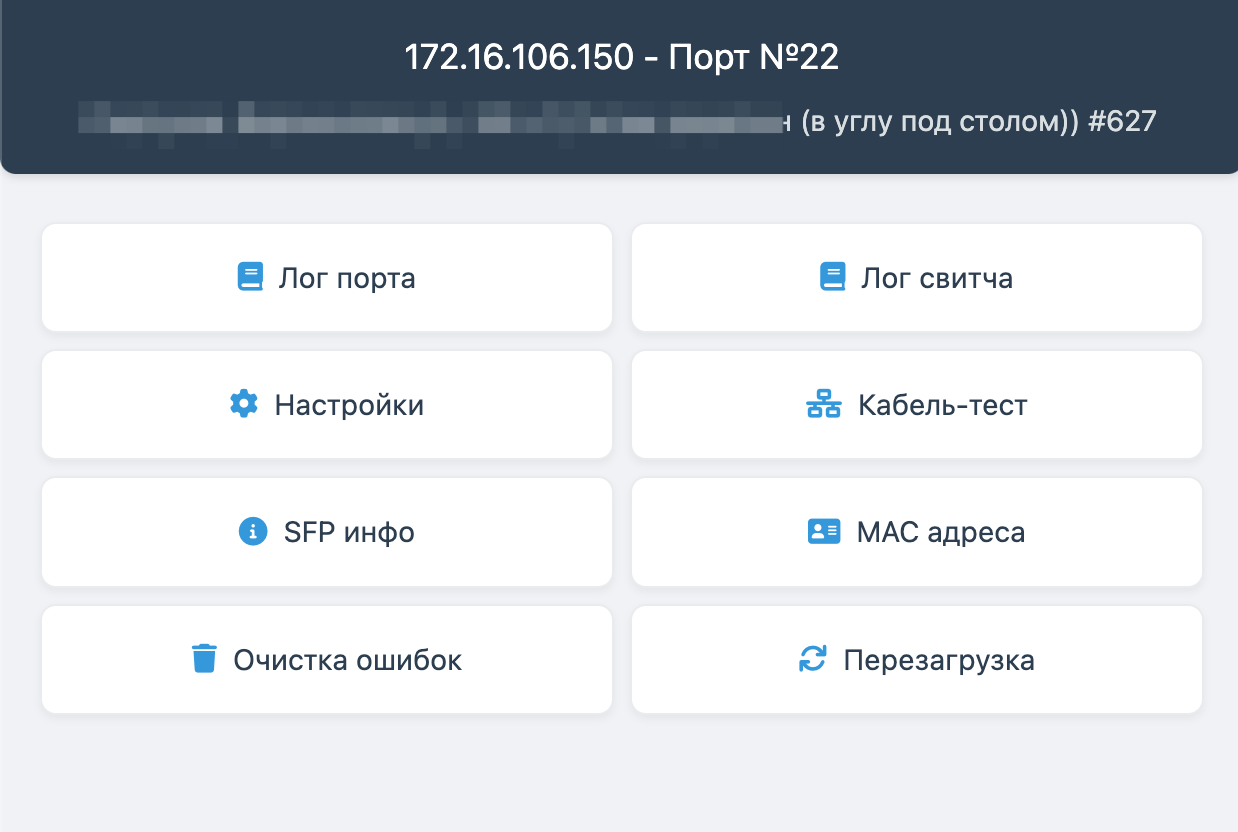 172.16.106.150 - Порт №22
(в углу под столом)) #627
Лог порта
Лог свитча
Настройки
Кабель-тест
SFP инфо
MAC адреса
Очистка ошибок
Перезагрузка